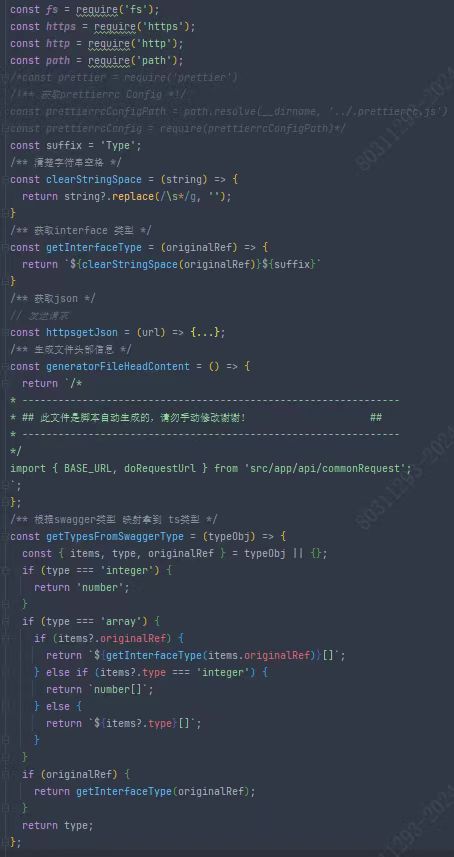 const fs = require('fs');
const https = require('https');
const http = require('http');
const path = require('path');
/*const prettier = require('prettier')
/!** 获取prettierrc Config *!/
const prettierrcConfigPath = path.resolve(__dirname, '../.prettierrc.js')
const prettierrcConfig = require(prettierrcConfigPath)*/
const suffix = 'Type';
/** 清楚字符串空格 */
const clearStringSpace = (string) => {
  return string?.replace(/\s*/g, '');
}
/** 获取interface 类型 */
const getInterfaceType = (originalRef) => {
  return `${clearStringSpace(originalRef)}${suffix}`
}
/** 获取json */
// 发送请求
const httpsgetJson = (url) => {...};
/** 生成文件头部信息 */
const generatorFileHeadContent = () => {
  return `/*
* -----------------------------------------------------------
* ## 此文件是脚本自动生成的，请勿手动修改谢谢！ ##
* -----------------------------------------------------------
*/
import { BASE_URL, doRequestUrl } from 'src/app/api/commonRequest';
`;
};
/** 根据swagger类型 映射拿到 ts类型 */
const getTypesFromSwaggerType = (typeObj) => {
  const { items, type, originalRef } = typeObj || {};
  if (type === 'integer') {
    return 'number';
  }
  if (type === 'array') {
    if (items?.originalRef) {
      return `${getInterfaceType(items.originalRef)}[]`;
    } else if (items?.type === 'integer') {
      return `number[]`;
    } else {
      return `${items?.type}[]`;
    }
  }
  if (originalRef) {
    return getInterfaceType(originalRef);
  }
  return type;
};